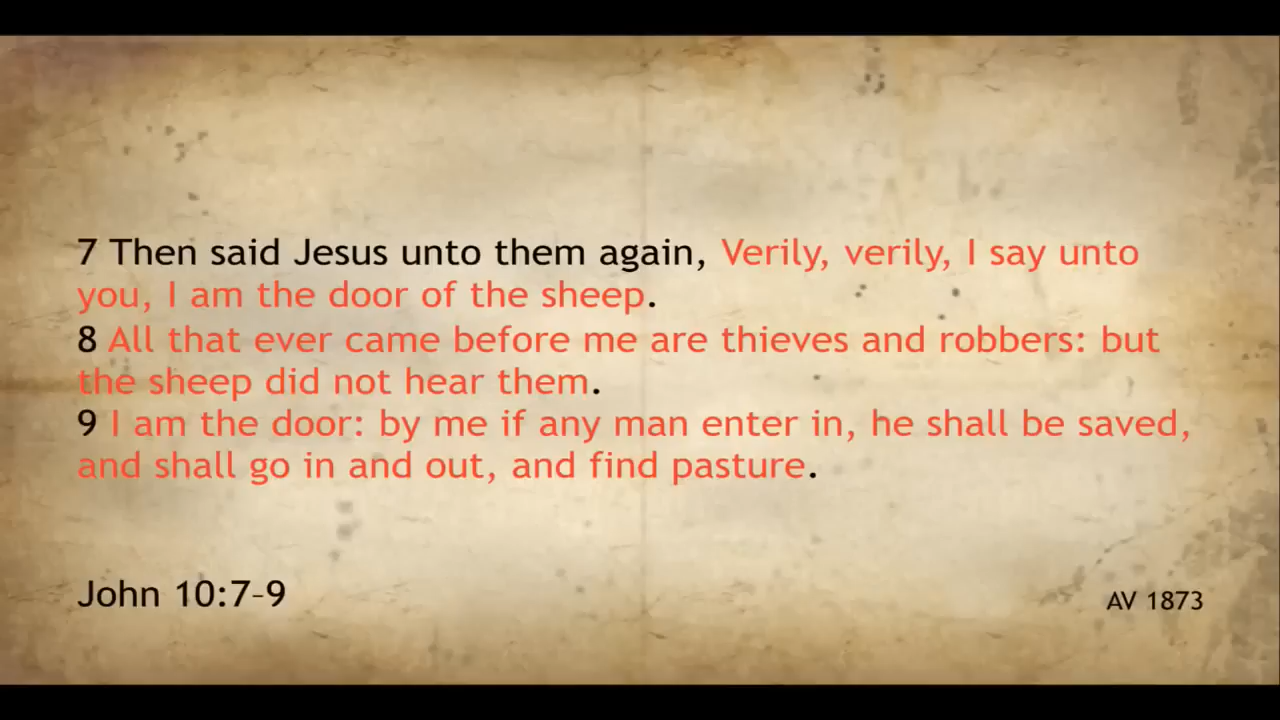 7 Then said Jesus unto them again, Verily, verily, I say unto
you, I am the door of the sheep.
8 All that ever came before me are thieves and robbers: but
the sheep did not hear them.
9 I am the door: by me if any man enter in, he shall be saved,
and shall go in and out, and find pasture.
John 10:7–9
AV 1873